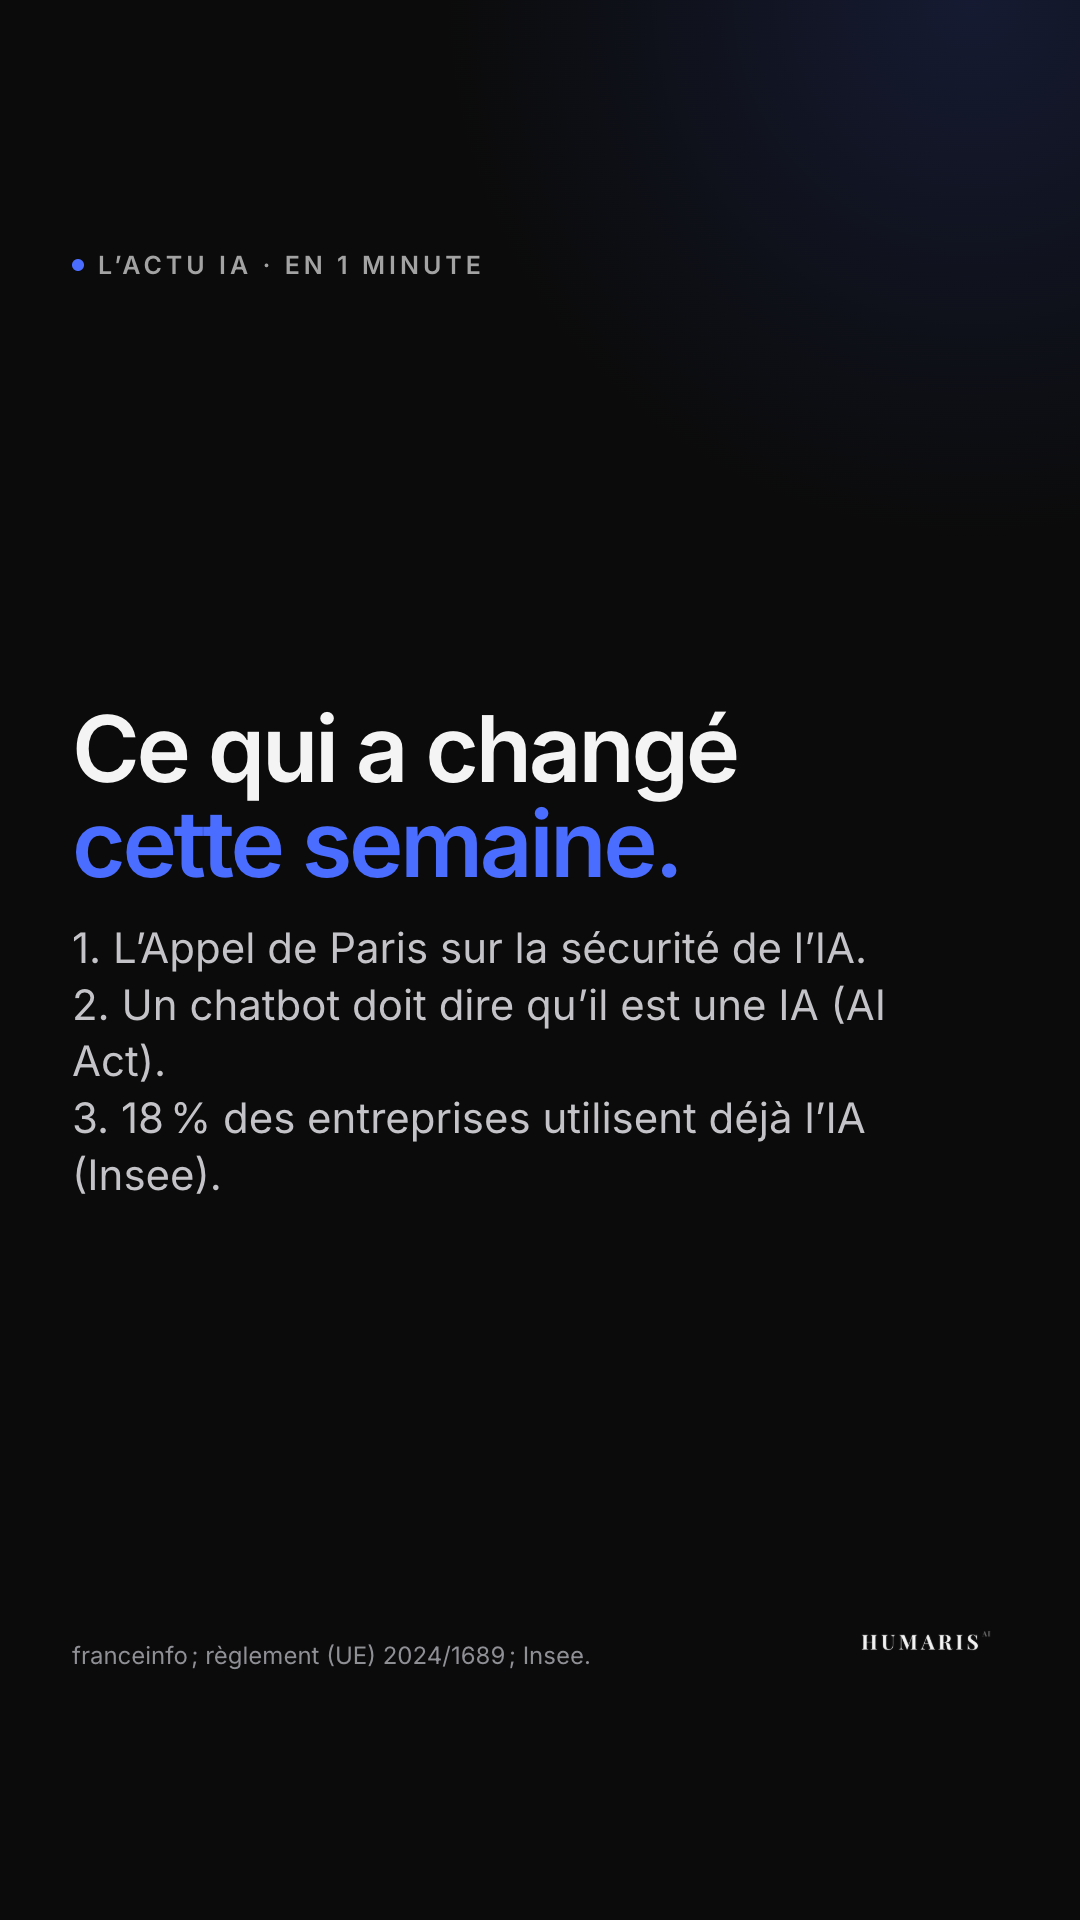 L’ACTU IA · EN 1 MINUTE
Ce qui a changé
cette semaine.
1. L’Appel de Paris sur la sécurité de l’IA.
2. Un chatbot doit dire qu’il est une IA (AI
Act).
3. 18 % des entreprises utilisent déjà l’IA
(Insee).
franceinfo ; règlement (UE) 2024/1689 ; Insee.
HUMARIS AI